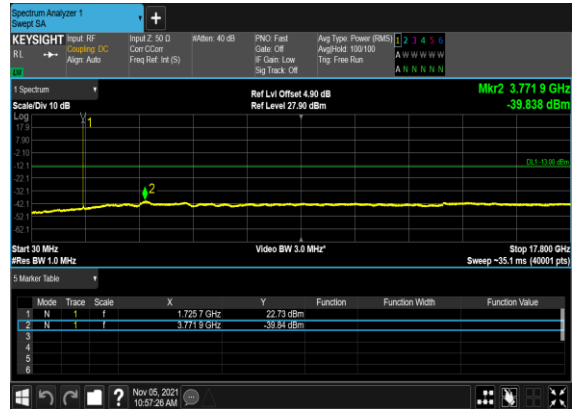 Spectrum Analyzer 1
Swept SA
+
KEYSIGHT Input: RF Input Z: 50 Ω #Atten: 40 dB PNO: Fast Avg Type: Power (RMS) 1 2 3 4 5 6
RL Coupling: DC Corr CCorr Gate: Off Avg|Hold: 100/100 A W W W W W
Align: Auto Freq Ref: Int (S) IF Gain: Low Trig: Free Run
Sig Track: Off A N N N N N
1 Spectrum Ref Lvl Offset 4.90 dB Mkr2 3.771 9 GHz
Scale/Div 10 dB Ref Level 27.90 dBm -39.838 dBm
Log
17.9
7.90
-2.10
-12.1
-22.1
-32.1
-42.1
-52.1
-62.1
1
2
DL1 -13.00 dBm
Start 30 MHz Video BW 3.0 MHz* Stop 17.800 GHz
#Res BW 1.0 MHz Sweep ~35.1 ms (40001 pts)
5 Marker Table
Mode Trace Scale X Y Function Function Width Function Value
1 N 1 f 1.725 7 GHz 22.73 dBm
2 N 1 f 3.771 9 GHz -39.84 dBm
3
4
5
6
? Nov 05, 2021
10:57:26 AM